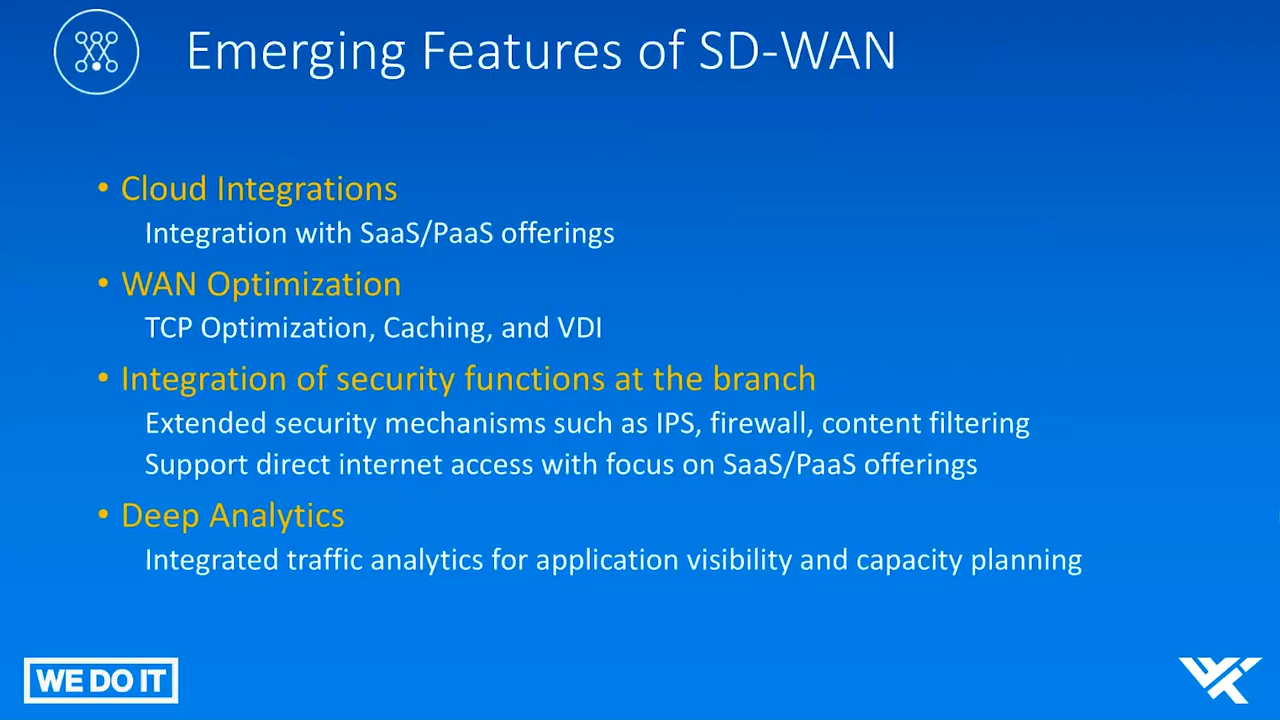 Emerging Features of SD-WAN
• Cloud Integrations
Integration with SaaS/PaaS offerings
• WAN Optimization
TCP Optimization, Caching, and VDI
• Integration of security functions at the branch
Extended security mechanisms such as IPS, firewall, content filtering
Support direct internet access with focus on SaaS/PaaS offerings
• Deep Analytics
Integrated traffic analytics for application visibility and capacity planning
WE DO IT